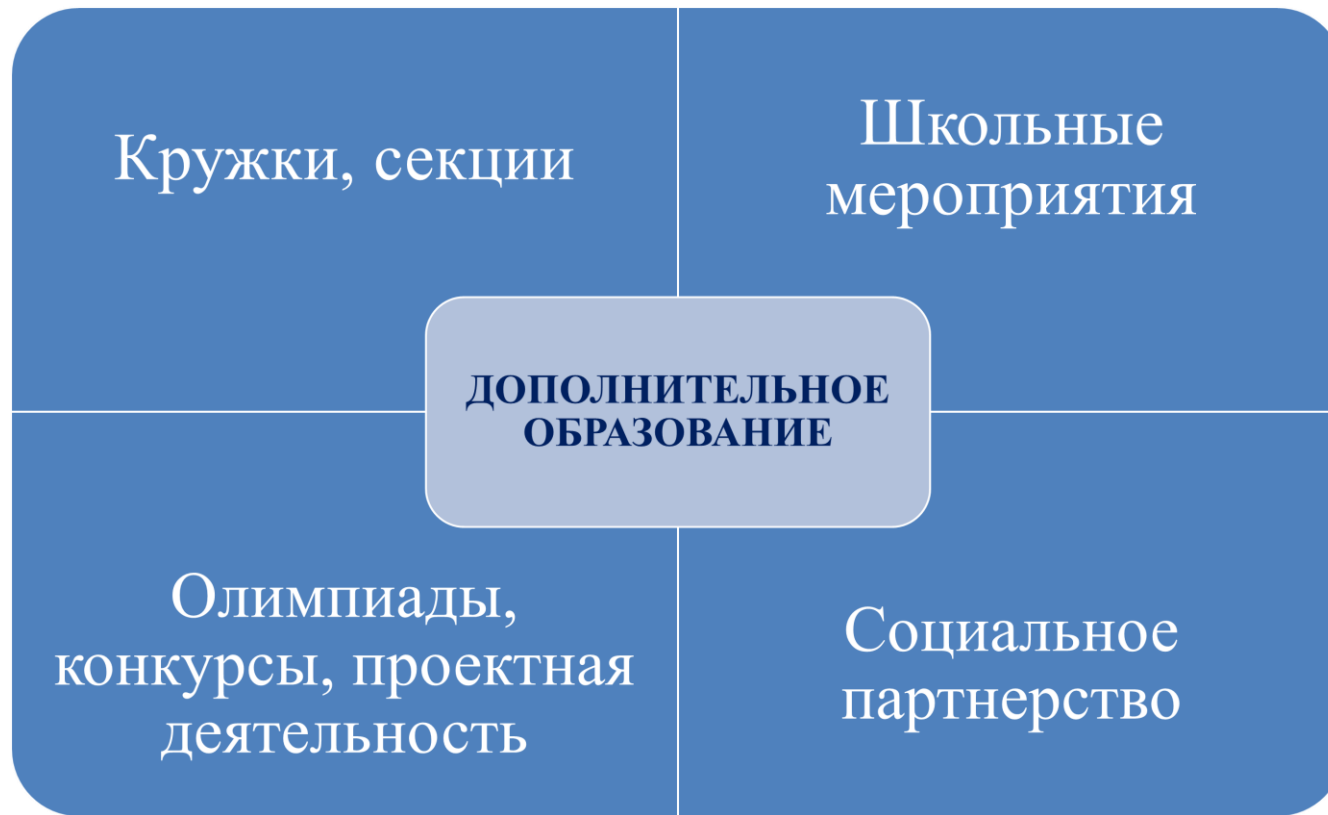 Кружки, секции
Школьные
мероприятия
ДОПОЛНИТЕЛЬНОЕ
ОБРАЗОВАНИЕ
Олимпиады,
конкурсы, проектная
деятельность
Социальное
партнерство